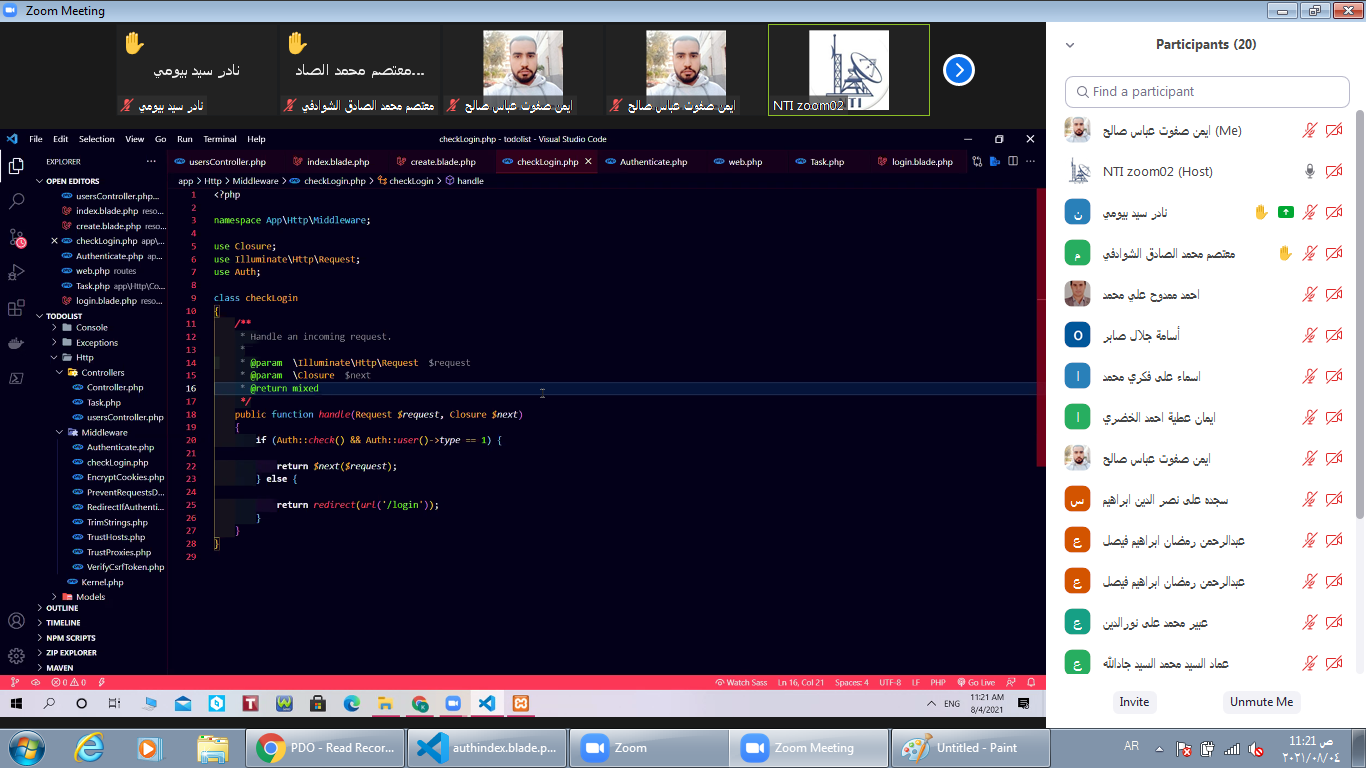 Zoom Meeting
نادر سيد بيومي
معتصم محمد الصاد...
نادر سيد بيومي
معتصم محمد الصادق الشوادفي
ايمن صفوت عباس صالح
ايمن صفوت عباس صالح
NTI zoom02
File Edit Selection View Go Run Terminal Help
checkLogin.php - todolist - Visual Studio Code
EXPLORER
usersController.php
index.blade.php
create.blade.php
checkLogin.php
Authenticate.php
web.php
Task.php
login.blade.php
app > Http > Middleware > checkLogin.php > checkLogin > handle
OPEN EDITORS
usersController.php...
index.blade.php reso...
create.blade.php reso...
checkLogin.php app\...
Authenticate.php ap...
web.php routes
Task.php app\Http\Co...
login.blade.php reso...
TODOLIST
Console
Exceptions
Http
Controllers
Controller.php
Task.php
usersController.php
Middleware
Authenticate.php
checkLogin.php
EncryptCookies.php
PreventRequestsD...
RedirectIfAuthenti...
TrimStrings.php
TrustHosts.php
TrustProxies.php
VerifyCsrfToken.php
Kernel.php
Models
OUTLINE
TIMELINE
NPM SCRIPTS
ZIP EXPLORER
MAVEN
1 <?php
2
3 namespace App\Http\Middleware;
4
5 use Closure;
6 use Illuminate\Http\Request;
7 use Auth;
8
9 class checkLogin
10 {
11 /**
12 * Handle an incoming request.
13 *
14 * @param \Illuminate\Http\Request $request
15 * @param \Closure $next
16 * @return mixed
17 */
18 public function handle(Request $request, Closure $next)
19 {
20 if (Auth::check() && Auth::user()->type == 1) {
21
22 return $next($request);
23 } else {
24
25 return redirect(url('/login'));
26 }
27 }
28 }
29
0 0
Watch Sass Ln 16, Col 21 Spaces: 4 UTF-8 LF PHP Go Live
ENG
11:21 AM
8/4/2021
Participants (20)
Find a participant
ايمن صفوت عباس صالح (Me)
NTI zoom02 (Host)
ن نادر سيد بيومي
م معتصم محمد الصادق الشوادفي
احمد ممدوح علي محمد
O أسامة جلال صابر
ا اسماء على فكري محمد
ا ايمان عطية احمد الخضري
ايمن صفوت عباس صالح
س سجده على نصر الدين ابراهيم
ع عبدالرحمن رمضان ابراهيم فيصل
ع عبدالرحمن رمضان ابراهيم فيصل
ع عبير محمد على نورالدين
ع عماد السيد محمد السيد جادالله
Invite
Unmute Me
PDO - Read Recor...
authindex.blade.p...
Zoom
Zoom Meeting
Untitled - Paint
AR
11:21 ص
٢٠٢١/٠٨/٠٤